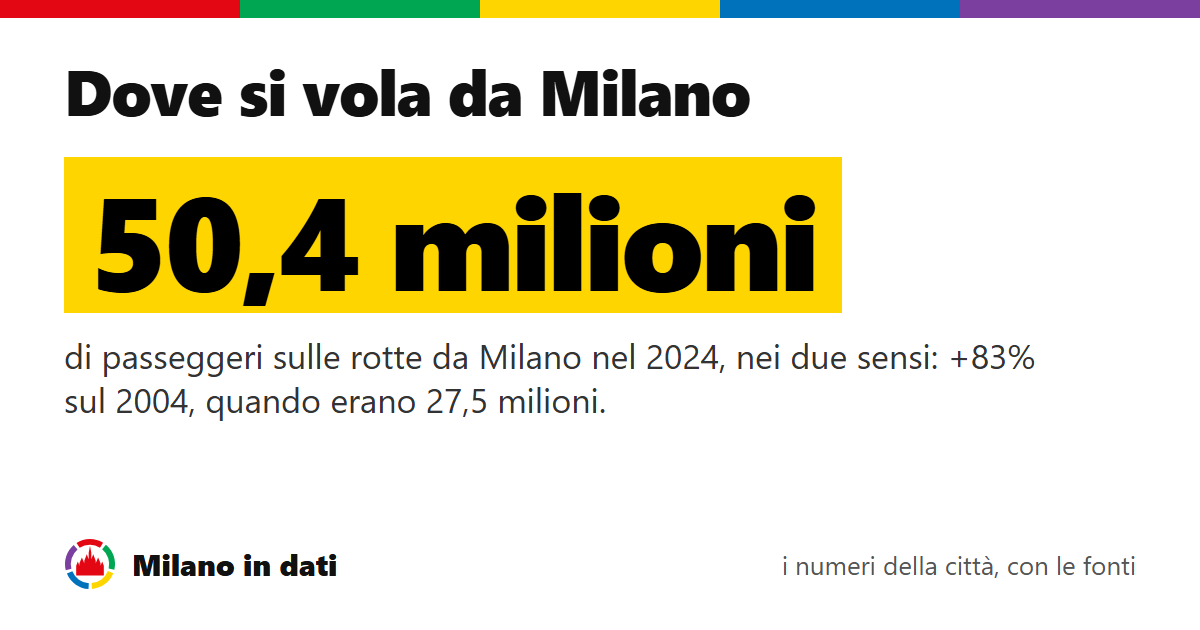 Dove si vola da Milano
50,4 milioni
di passeggeri sulle rotte da Milano nel 2024, nei due sensi: +83%
sul 2004, quando erano 27,5 milioni.
Milano in dati
i numeri della città, con le fonti